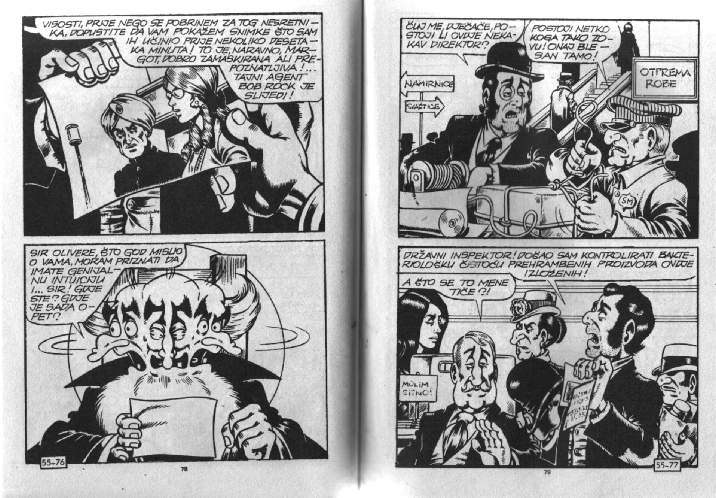 VISOSTI, PRIJE NEGO SE POBRINEM ZA TOG NESRETNI-
KA, DOPUSTITE DA VAM POKAŽEM SNIMKE ŠTO SAM
IH UČINIO PRIJE NEKOLIKO DESETA-
KA MINUTA! TO JE, NARAVNO, MAR-
GOT, DOBRO ZAMASKIRANA ALI PRE-
POZNATLJIVA!...
TAJNI AGENT
BOB ROCK JE
SLIJEDI!
SIR OLIVERE, ŠTO GOD MISLIO
O VAMA, MORAM PRIZNATI DA
IMATE GENIJAL-
NU INTUICIJU
!... SIR! GDJE
STE? GDJE
JE SADA O-
PET?
55-76
78
ČUJ ME, DJEČAČE, PO-
STOJI LI OVDJE NEKA-
KAV DIREKTOR?
POSTOJI NETKO
KOGA TAKO ZO-
VU! ONAJ BLE-
SAN TAMO!
NAMIRNICE
SVAŠTICE
OTPREMA
ROBE
SM
DRŽAVNI INSPEKTOR! DOŠAO SAM KONTROLIRATI BAKTE-
RIOLOŠKU ČISTOĆU PREHRAMBENIH PROIZVODA OVDJE
IZLOŽENIH!
A ŠTO SE TO MENE
TIČE?!
MOLIM
SITNO!
79
55-77